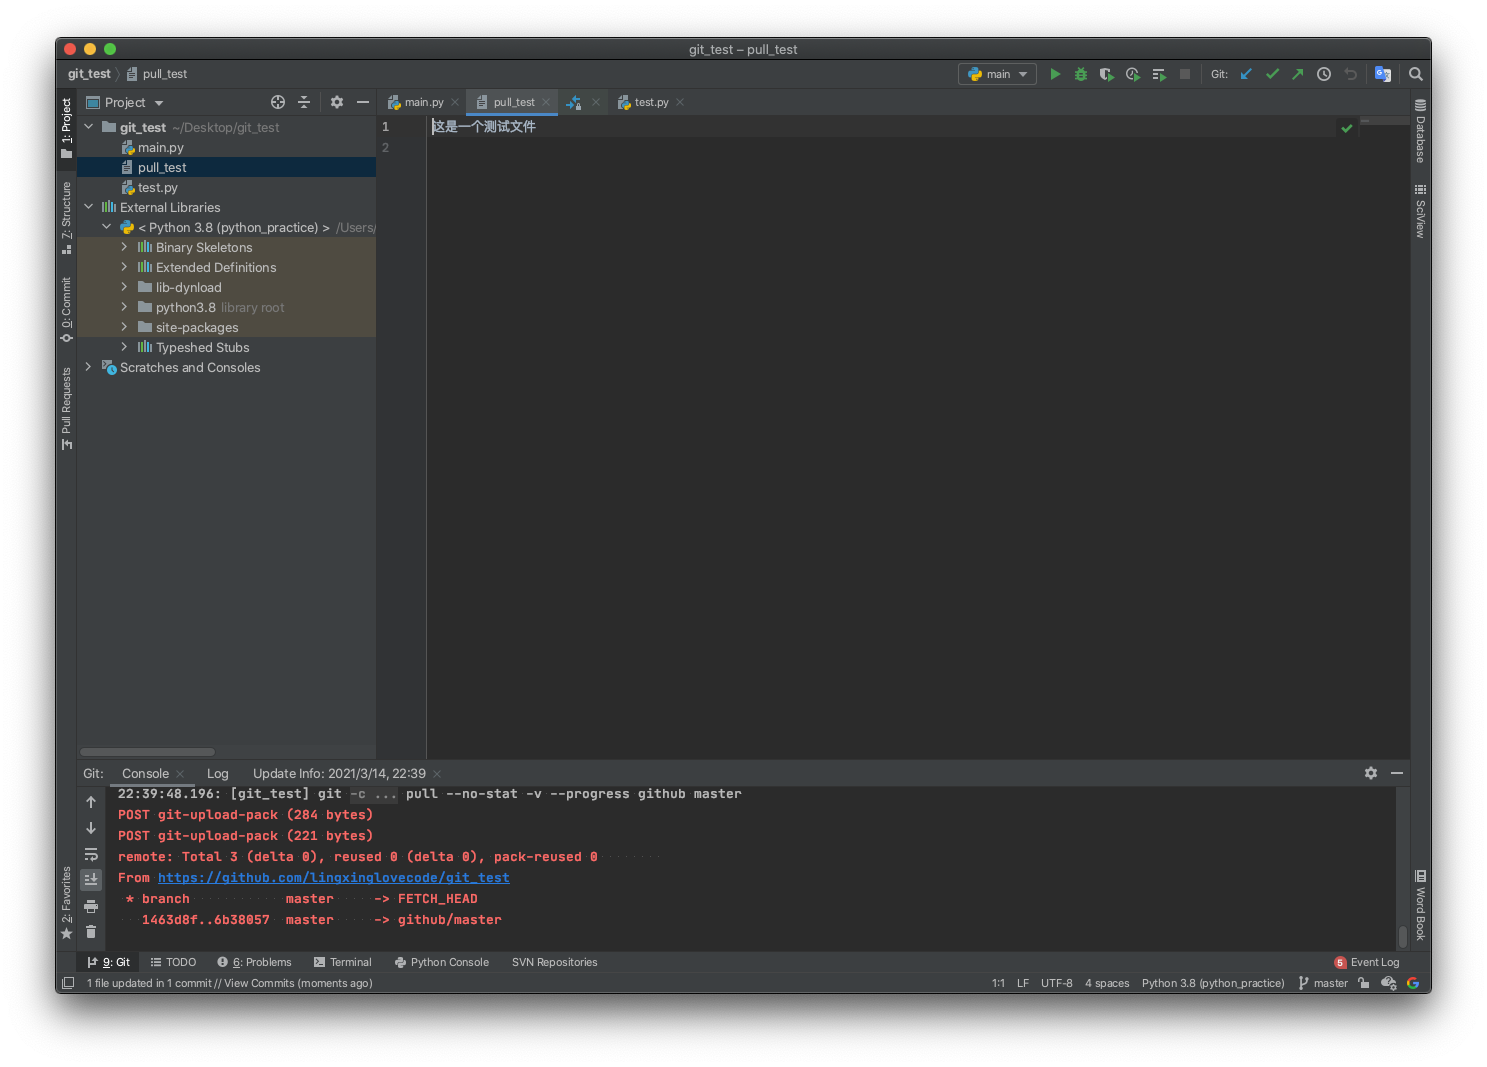 git_test – pull_test
git_test pull_test
main
Git:
1: Project
Z: Structure
0: Commit
Pull Requests
2: Favorites
Project
git_test ~/Desktop/git_test
main.py
pull_test
test.py
External Libraries
< Python 3.8 (python_practice) > /Users/
Binary Skeletons
Extended Definitions
lib-dynload
python3.8 library root
site-packages
Typeshed Stubs
Scratches and Consoles
main.py pull_test test.py
1 这是一个测试文件
2
Database
SciView
Word Book
Git: Console Log Update Info: 2021/3/14, 22:39
22:39:48.196: [git_test] git -c ... pull --no-stat -v --progress github master
POST git-upload-pack (284 bytes)
POST git-upload-pack (221 bytes)
remote: Total 3 (delta 0), reused 0 (delta 0), pack-reused 0
From https://github.com/lingxinglovecode/git_test
* branch master -> FETCH_HEAD
1463d8f..6b38057 master -> github/master
9: Git TODO 6: Problems Terminal Python Console SVN Repositories 5 Event Log
1 file updated in 1 commit // View Commits (moments ago) 1:1 LF UTF-8 4 spaces Python 3.8 (python_practice) master